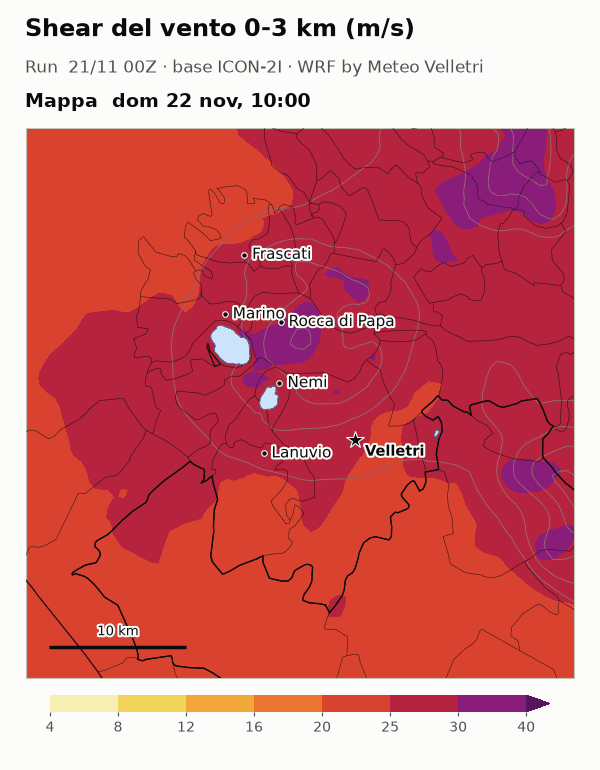 Shear del vento 0-3 km (m/s)
Run  21/11 00Z · base ICON-2I · WRF by Meteo Velletri
Mappa  dom 22 nov, 10:00
Frascati
Marino
Rocca di Papa
Nemi
Velletri
Lanuvio
10 km
4 8 12 16 20 25 30 40